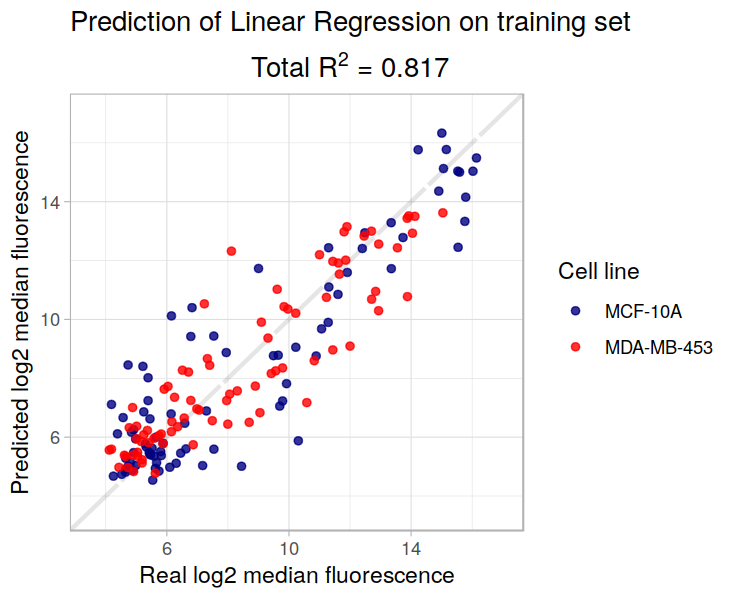 Prediction of Linear Regression on training set
Total R² = 0.817
Predicted log2 median fluorescence
14
10
6
6 10 14
Real log2 median fluorescence
Cell line
MCF-10A
MDA-MB-453